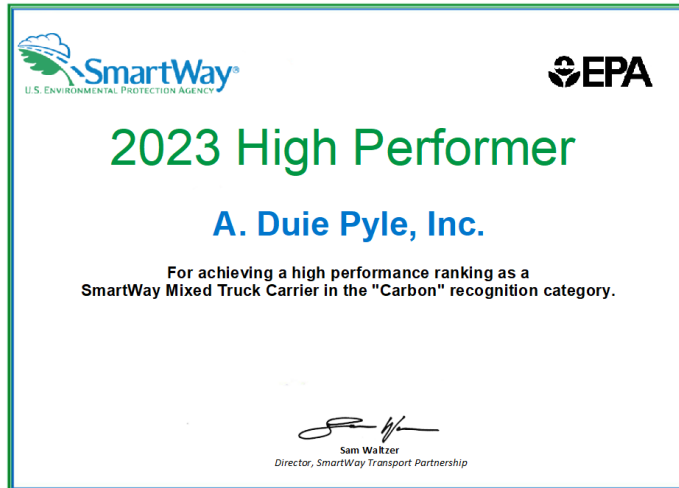 SmartWay®
U.S. ENVIRONMENTAL PROTECTION AGENCY
EPA
2023 High Performer
A. Duie Pyle, Inc.
For achieving a high performance ranking as a
SmartWay Mixed Truck Carrier in the "Carbon" recognition category.
Sam Waltzer
Director, SmartWay Transport Partnership